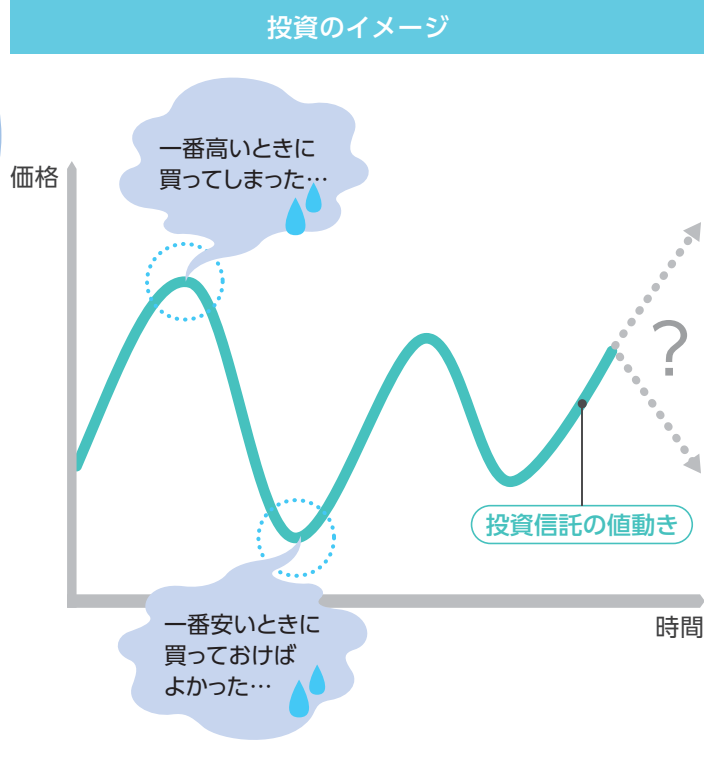 投資のイメージ
一番高いときに
買ってしまった…
価格
?
投資信託の値動き
時間
一番安いときに
買っておけば
よかった…